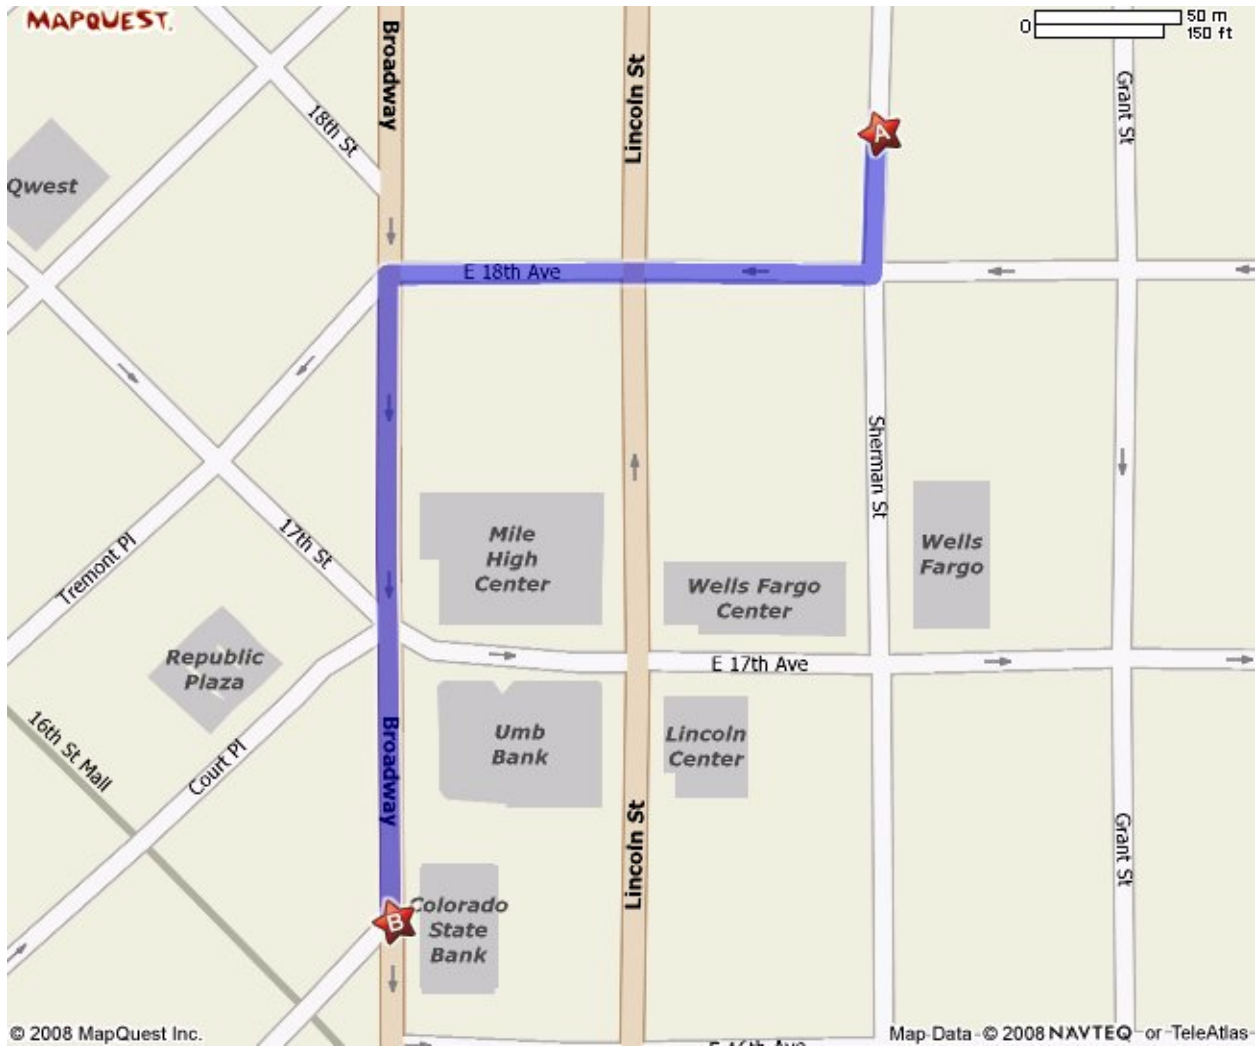 MAPQUEST.
0
50 m
150 ft
Broadway
Lincoln St
Grant St
18th St
A
Qwest
E 18th Ave
Sherman St
Mile
High
Center
Wells
Fargo
17th St
Tremont Pl
Wells Fargo
Center
Republic
Plaza
E 17th Ave
16th St Mall
Court Pl
Broadway
Umb
Bank
Lincoln
Center
Lincoln St
Grant St
B
Colorado
State
Bank
© 2008 MapQuest Inc.
E 16th Ave
Map Data © 2008 NAVTEQ or TeleAtlas